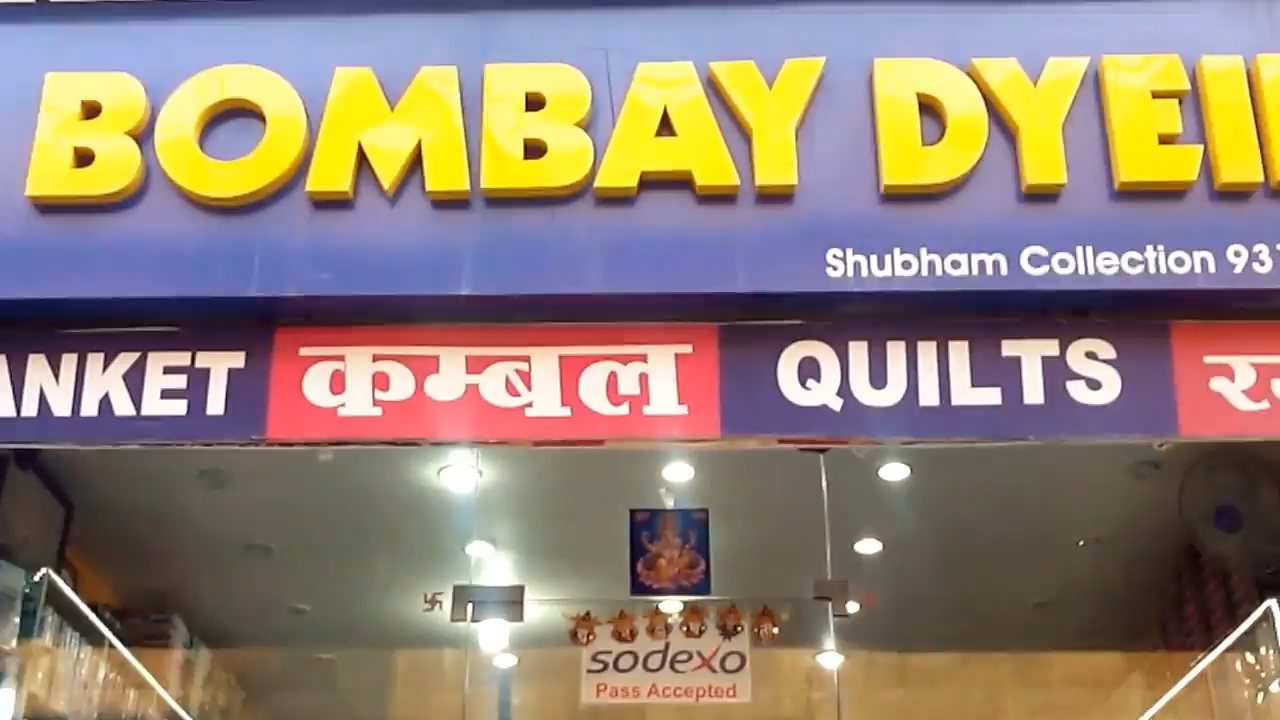 BOMBAY DYEI
Shubham Collection 93
ANKET कम्बल QUILTS
sodexo
Pass Accepted